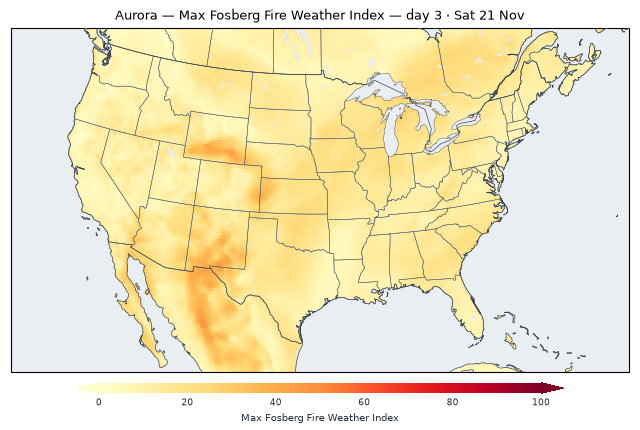 Aurora — Max Fosberg Fire Weather Index — day 3 · Sat 21 Nov
0 20 40 60 80 100
Max Fosberg Fire Weather Index